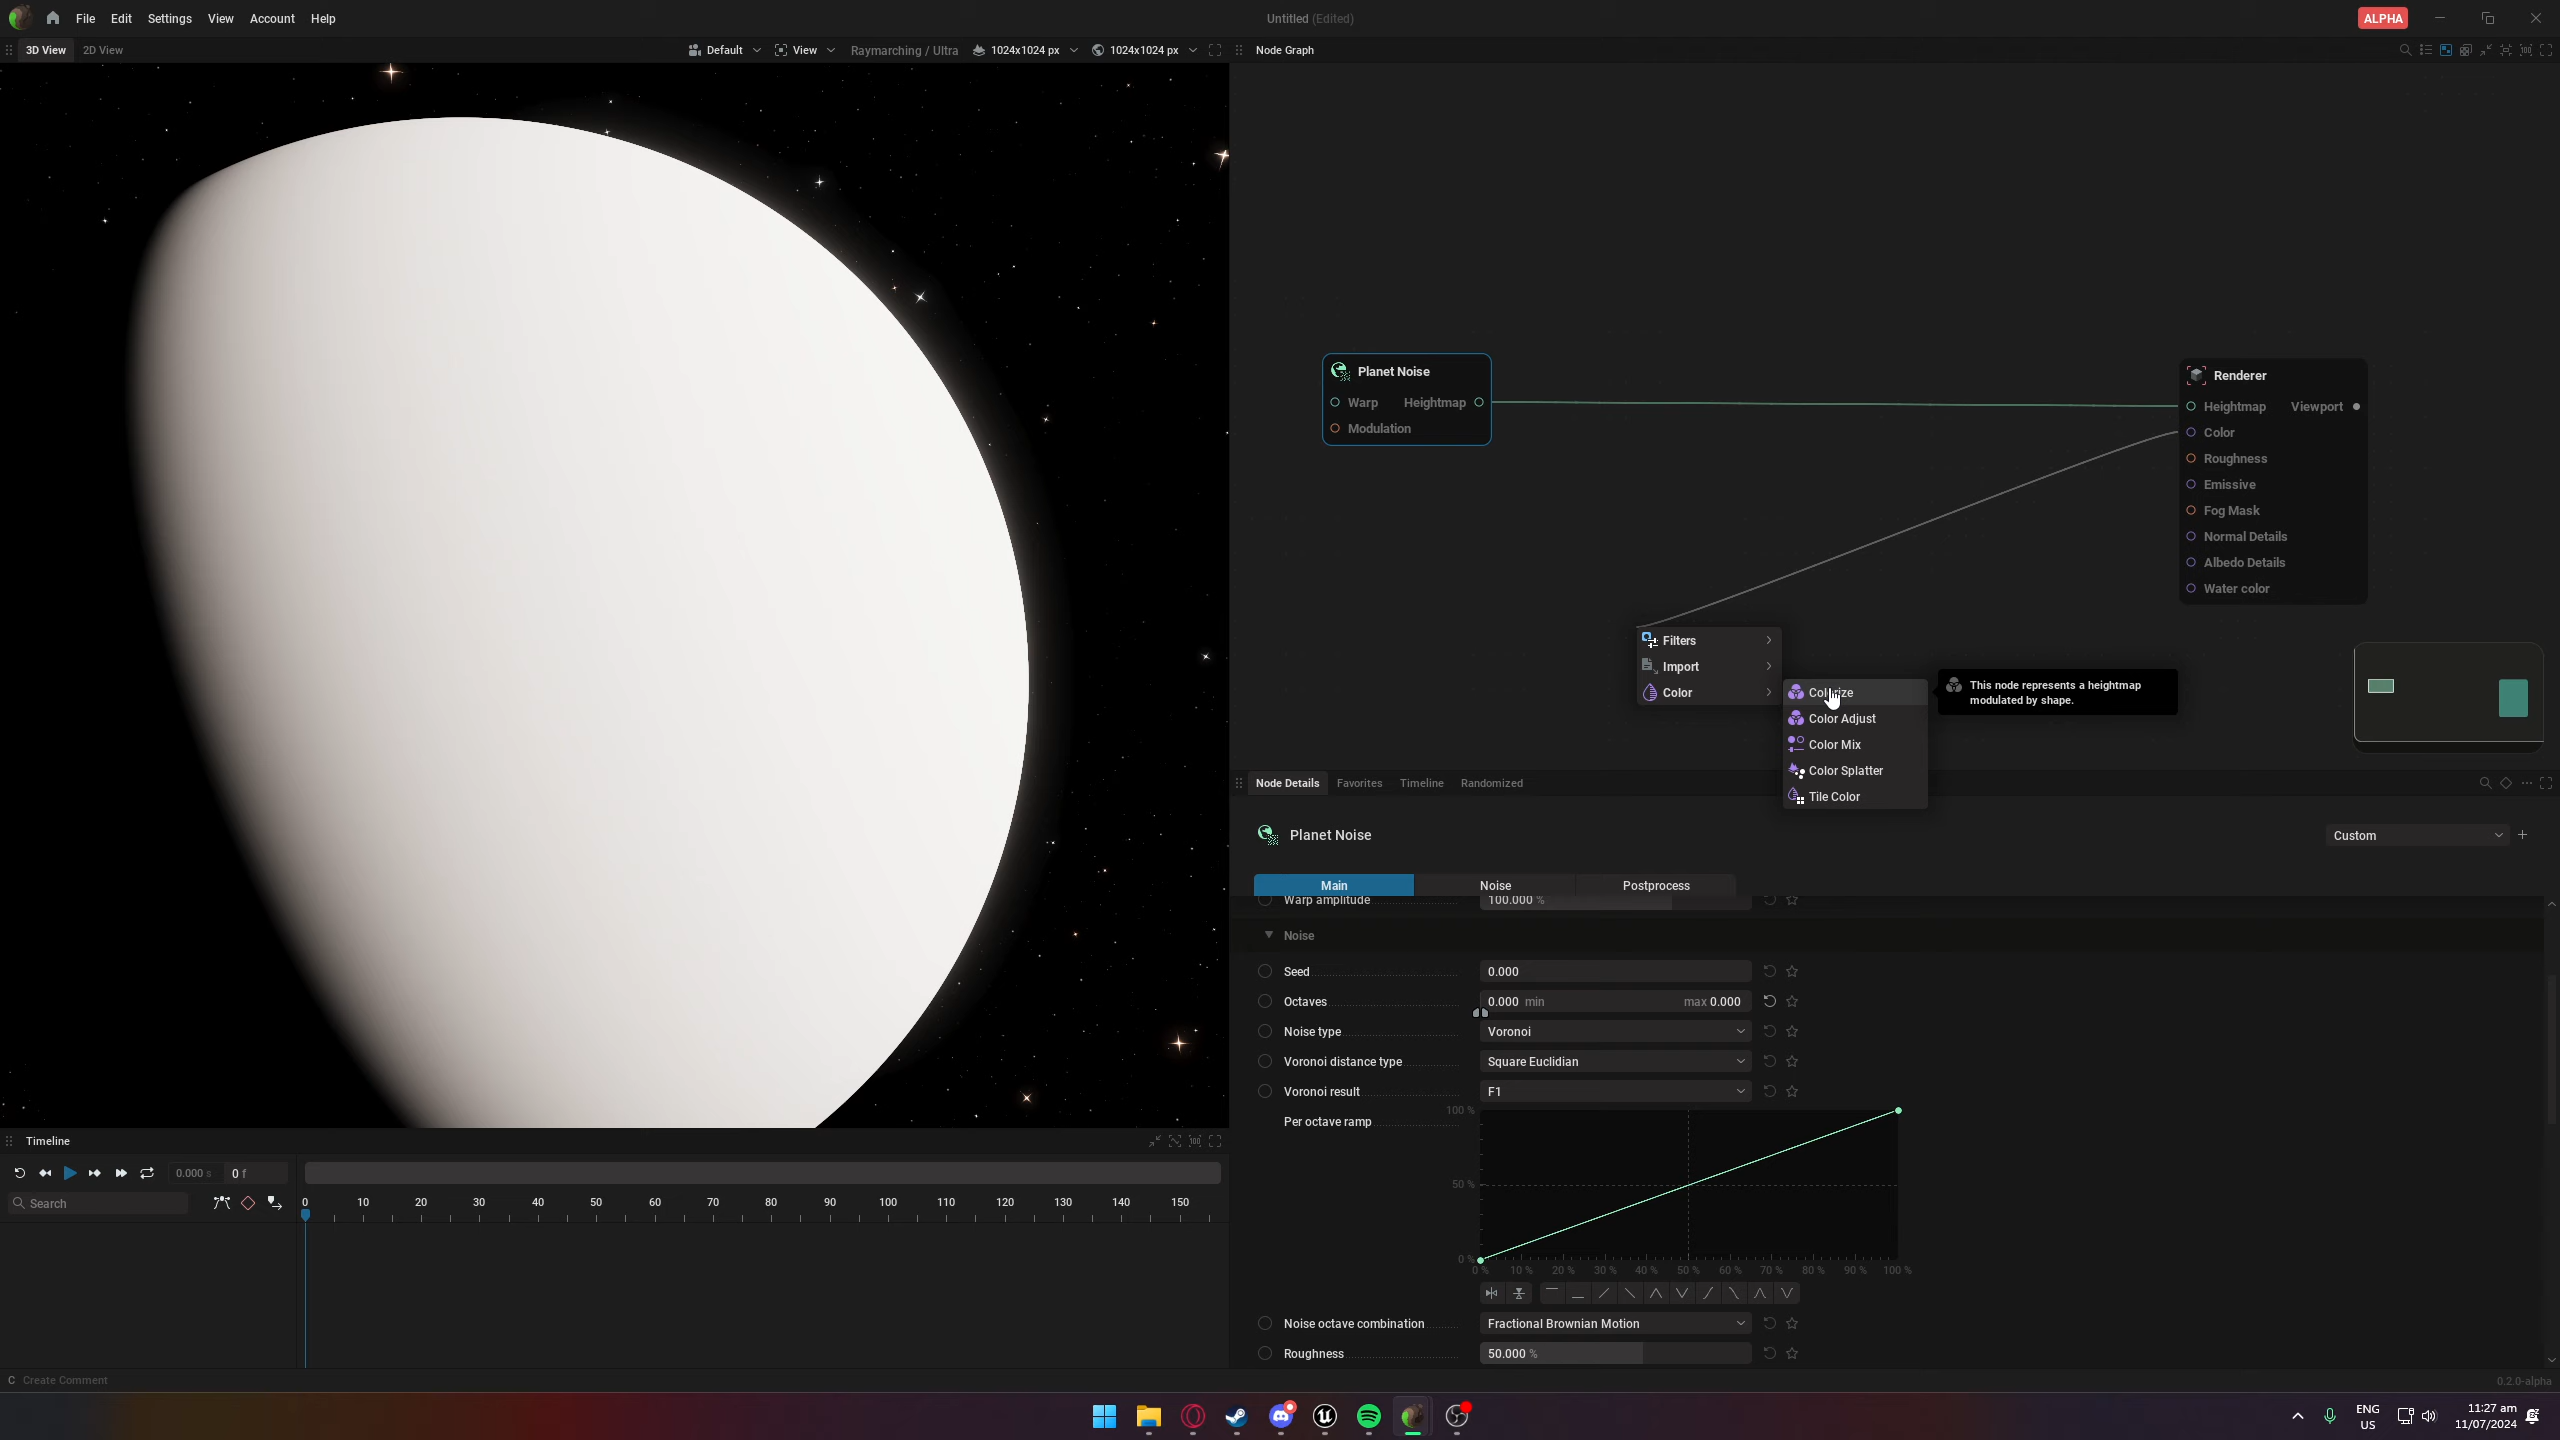 File Edit Settings View Account Help
Untitled (Edited)
ALPHA
3D View 2D View
Default View Raymarching / Ultra 1024x1024 px 1024x1024 px
Node Graph
Planet Noise
Warp Heightmap
Modulation
Renderer
Heightmap Viewport
Color
Roughness
Emissive
Fog Mask
Normal Details
Albedo Details
Water color
Filters
Import
Color
Colorize
Color Adjust
Color Mix
Color Splatter
Tile Color
This node represents a heightmap
modulated by shape.
Node Details Favorites Timeline Randomized
Planet Noise
Custom
Main Noise Postprocess
Warp amplitude 100.000 %
Noise
Seed 0.000
Octaves 0.000 min max 0.000
Noise type Voronoi
Voronoi distance type Square Euclidian
Voronoi result F1
Per octave ramp
100 %
50 %
0 %
0 % 10 % 20 % 30 % 40 % 50 % 60 % 70 % 80 % 90 % 100 %
Noise octave combination Fractional Brownian Motion
Roughness 50.000 %
Timeline
0.000 s 0 f
Search
0 10 20 30 40 50 60 70 80 90 100 110 120 130 140 150
C Create Comment
0.2.0-alpha
ENG
US
11:27 am
11/07/2024